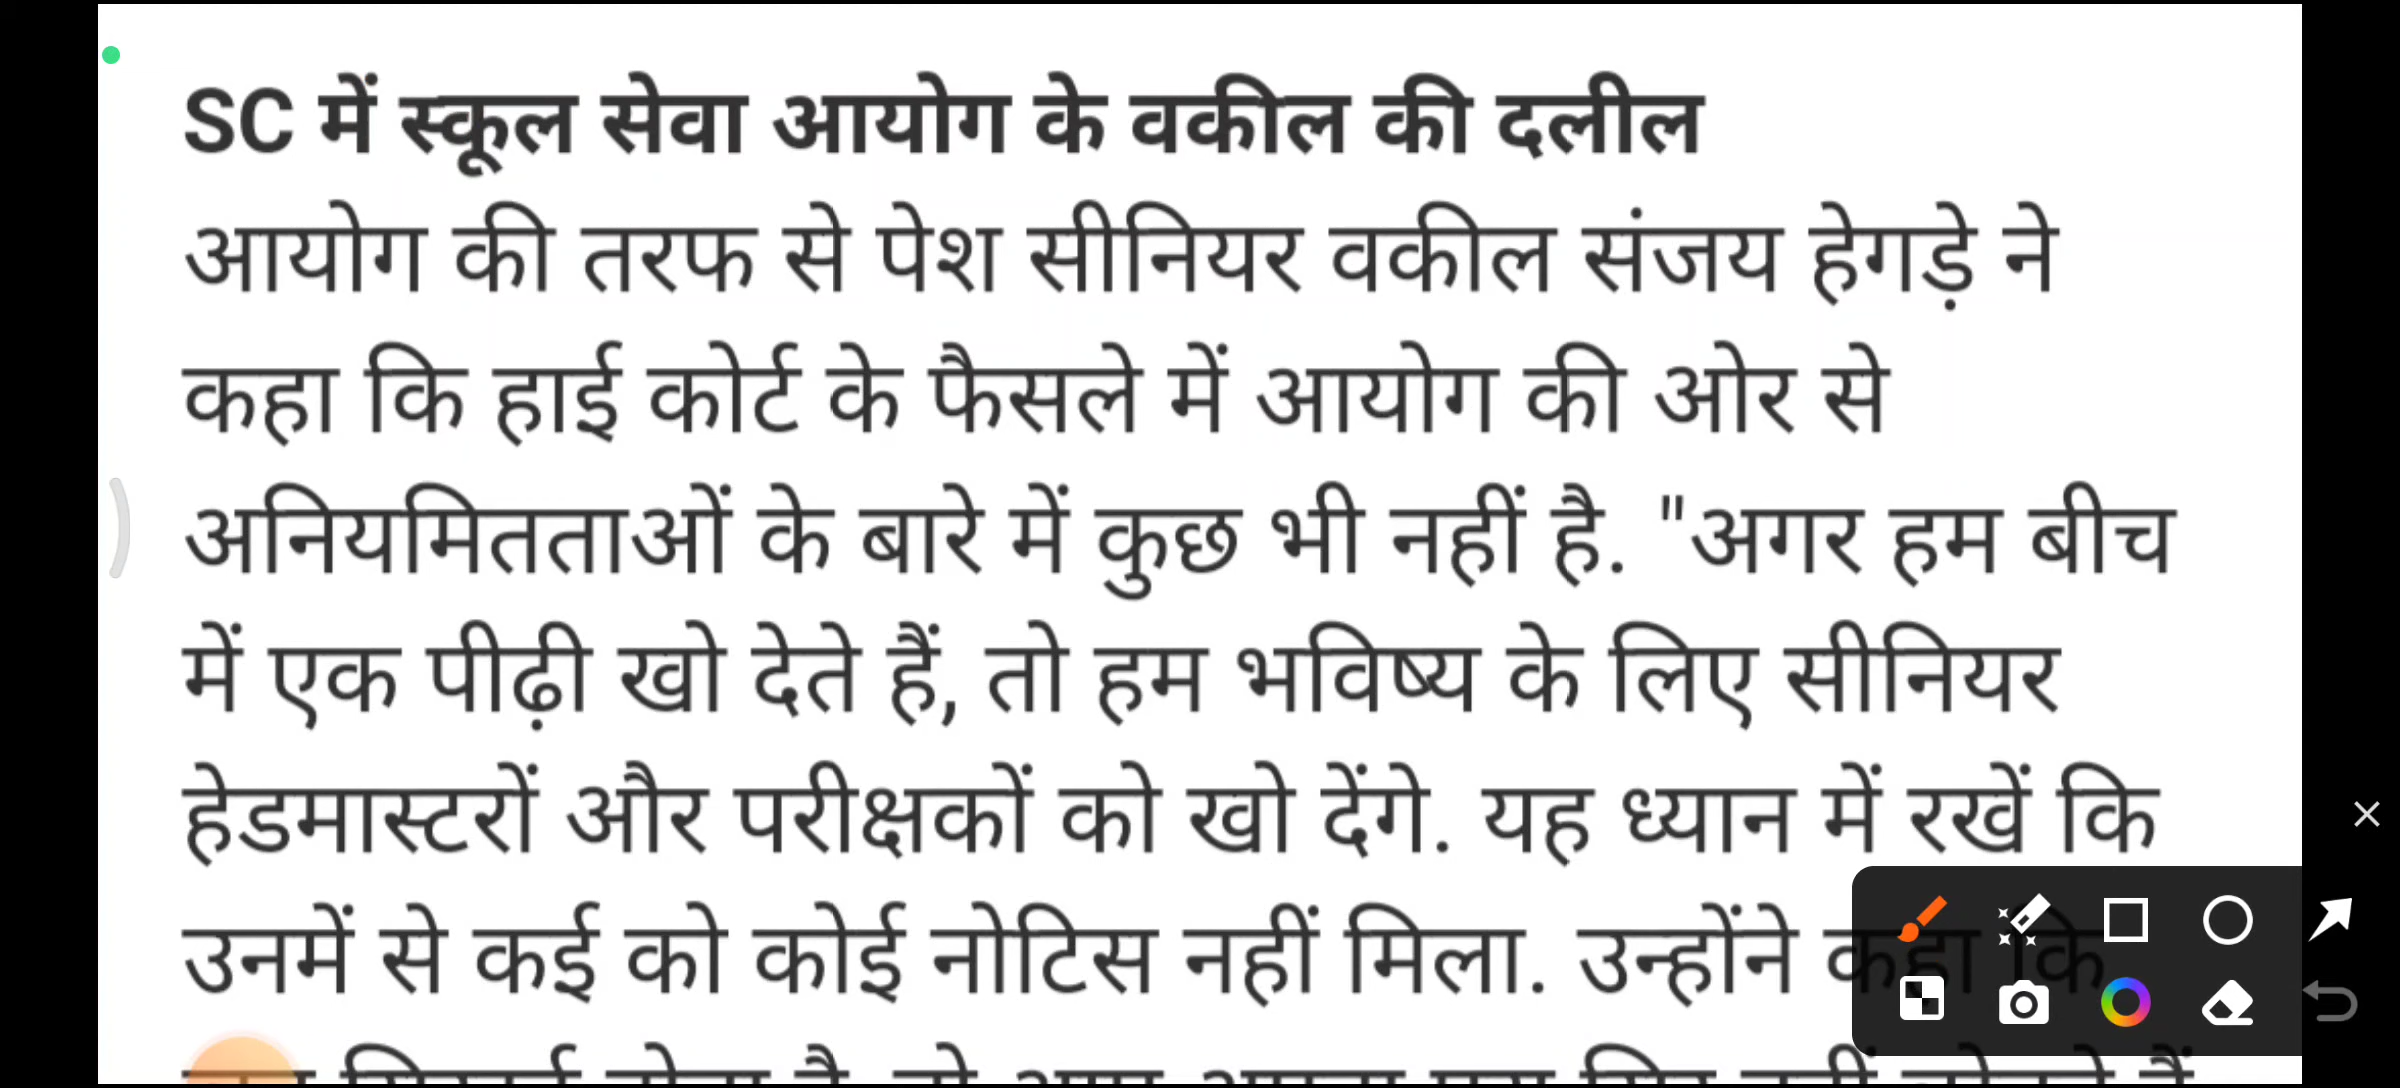 SC में स्कूल सेवा आयोग के वकील की दलील
आयोग की तरफ से पेश सीनियर वकील संजय हेगड़े ने
कहा कि हाई कोर्ट के फैसले में आयोग की ओर से
अनियमितताओं के बारे में कुछ भी नहीं है. "अगर हम बीच
में एक पीढ़ी खो देते हैं, तो हम भविष्य के लिए सीनियर
हेडमास्टरों और परीक्षकों को खो देंगे. यह ध्यान में रखें कि
उनमें से कई को कोई नोटिस नहीं मिला. उन्होंने कहा कि